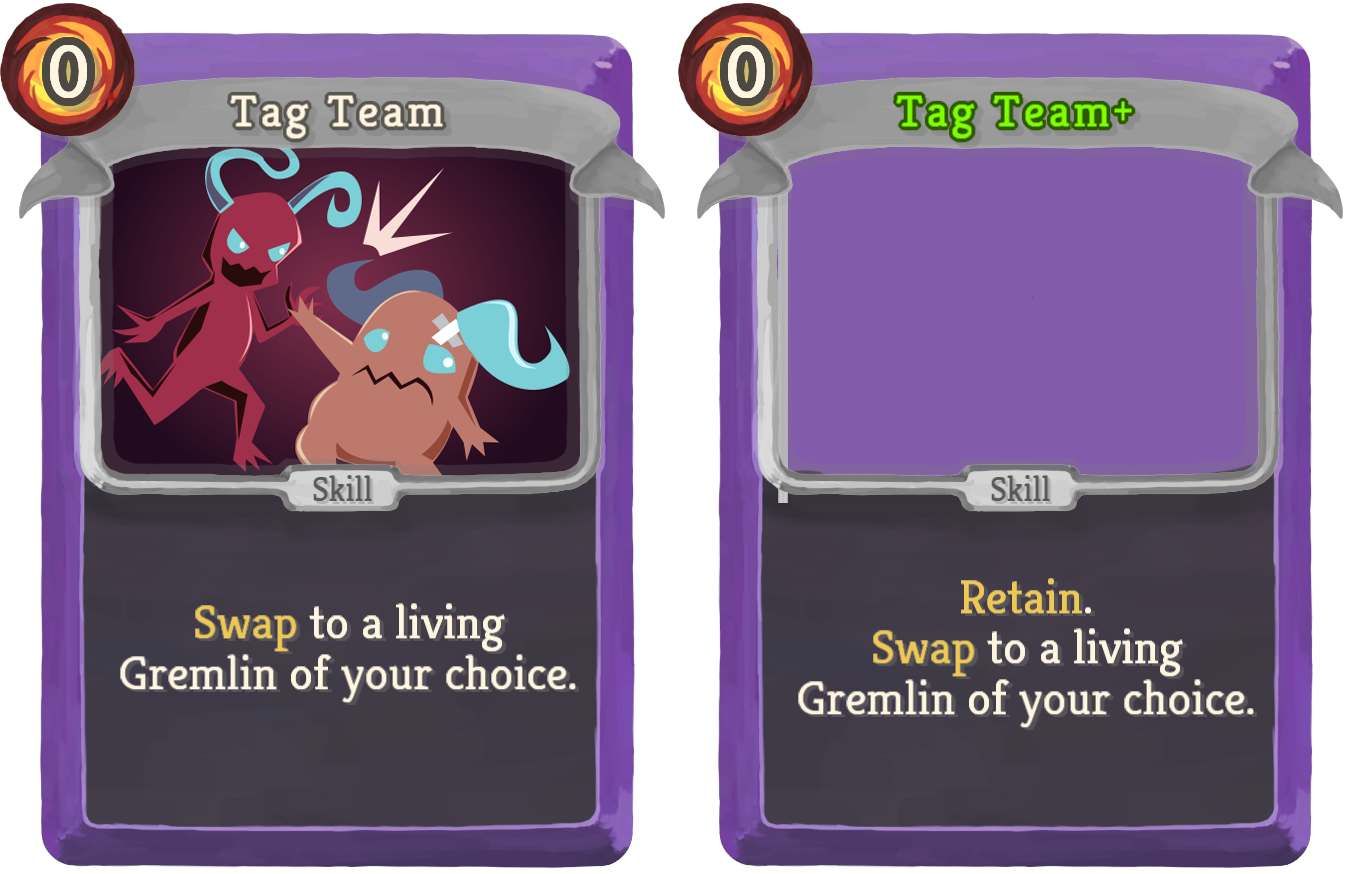 0
Tag Team
Skill
Swap to a living
Gremlin of your choice.
0
Tag Team+
Skill
Retain.
Swap to a living
Gremlin of your choice.